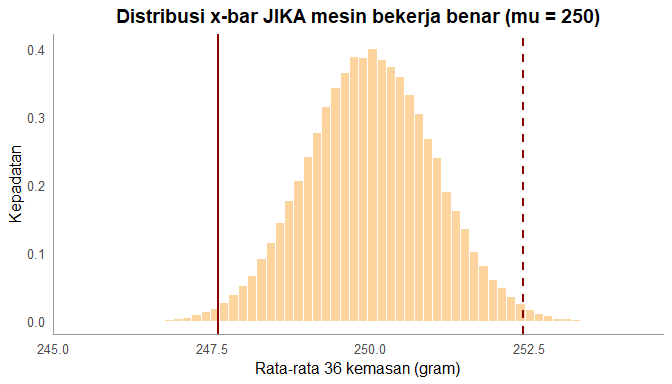 Distribusi x-bar JIKA mesin bekerja benar (mu = 250)
Kepadatan
0.4
0.3
0.2
0.1
0.0
245.0 247.5 250.0 252.5
Rata-rata 36 kemasan (gram)